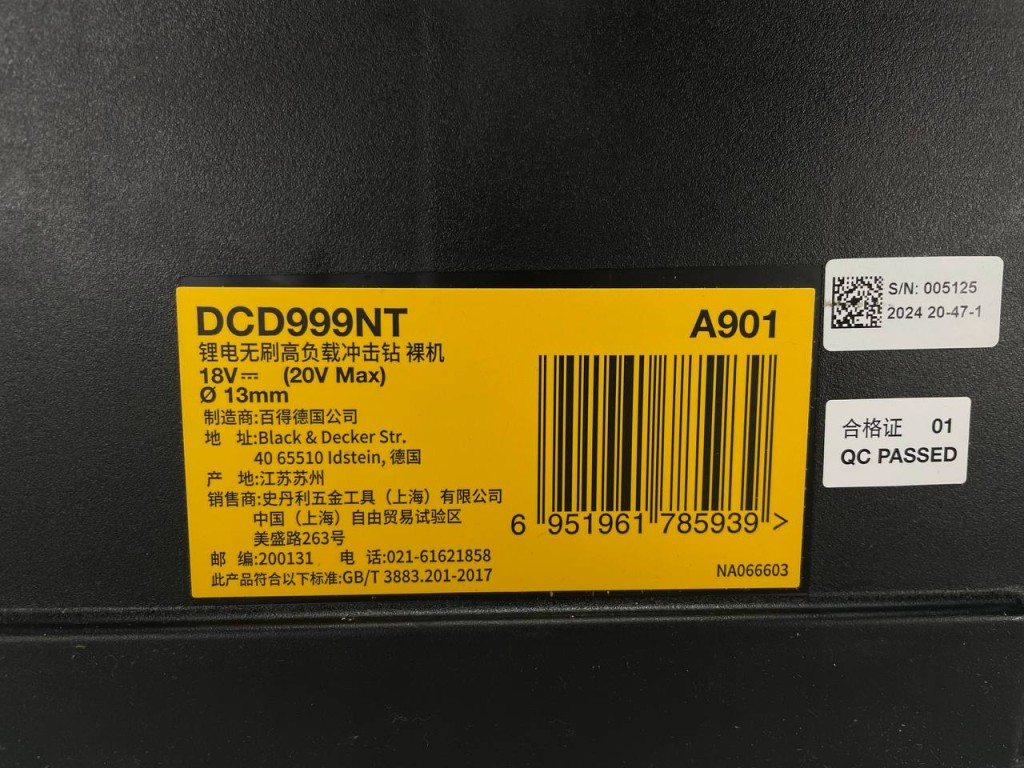 DCD999NT
A901
锂电无刷高负载冲击钻 裸机
18V⎓ (20V Max)
Ø 13mm
制造商:百得德国公司
地 址:Black & Decker Str.
40 65510 Idstein, 德国
产 地:江苏苏州
销售商:史丹利五金工具（上海）有限公司
中国（上海）自由贸易试验区
美盛路263号
邮 编:200131 电 话:021-61621858
此产品符合以下标准:GB/T 3883.201-2017
6 951961 785939 >
NA066603
S/N: 005125
2024 20-47-1
合格证 01
QC PASSED